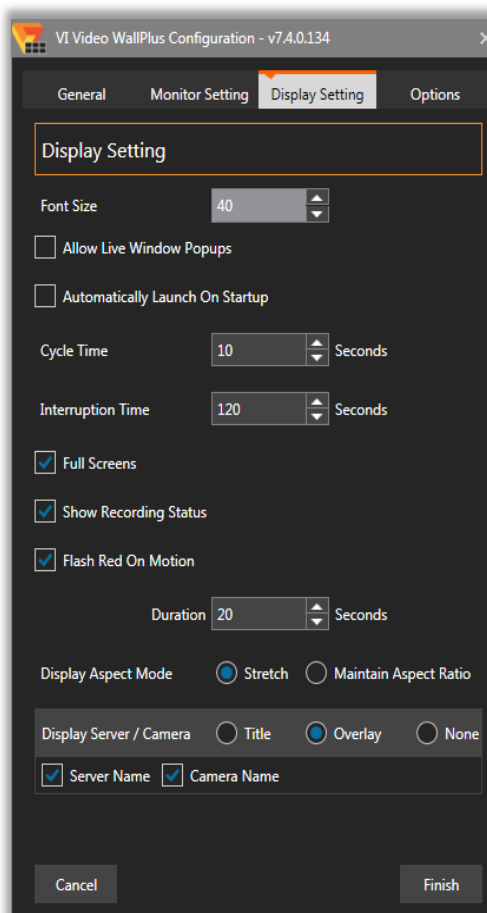 VI Video WallPlus Configuration - v7.4.0.134
General Monitor Setting Display Setting Options
Display Setting
Font Size 40
Allow Live Window Popups
Automatically Launch On Startup
Cycle Time 10 Seconds
Interruption Time 120 Seconds
Full Screens
Show Recording Status
Flash Red On Motion
Duration 20 Seconds
Display Aspect Mode Stretch Maintain Aspect Ratio
Display Server / Camera Title Overlay None
Server Name Camera Name
Cancel Finish